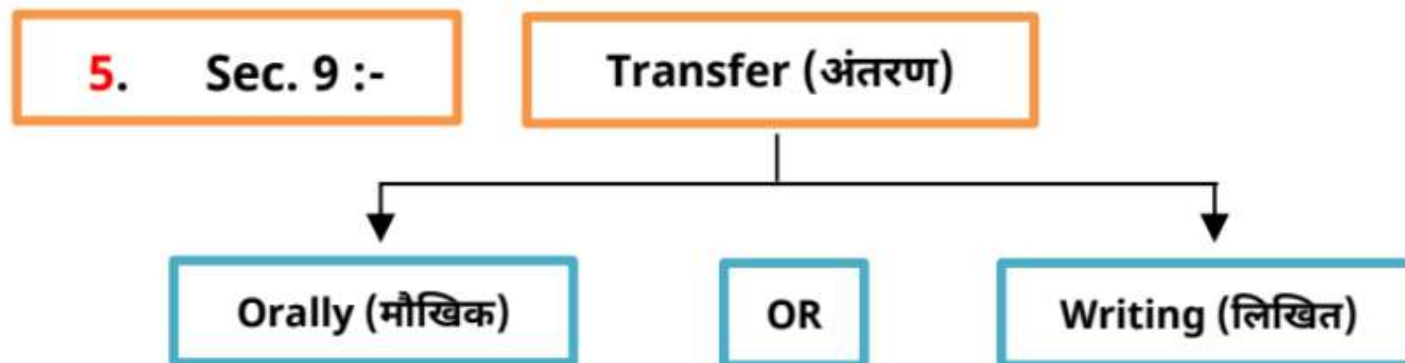 5. Sec. 9 :-
Transfer (अंतरण)
Orally (मौखिक)
OR
Writing (लिखित)